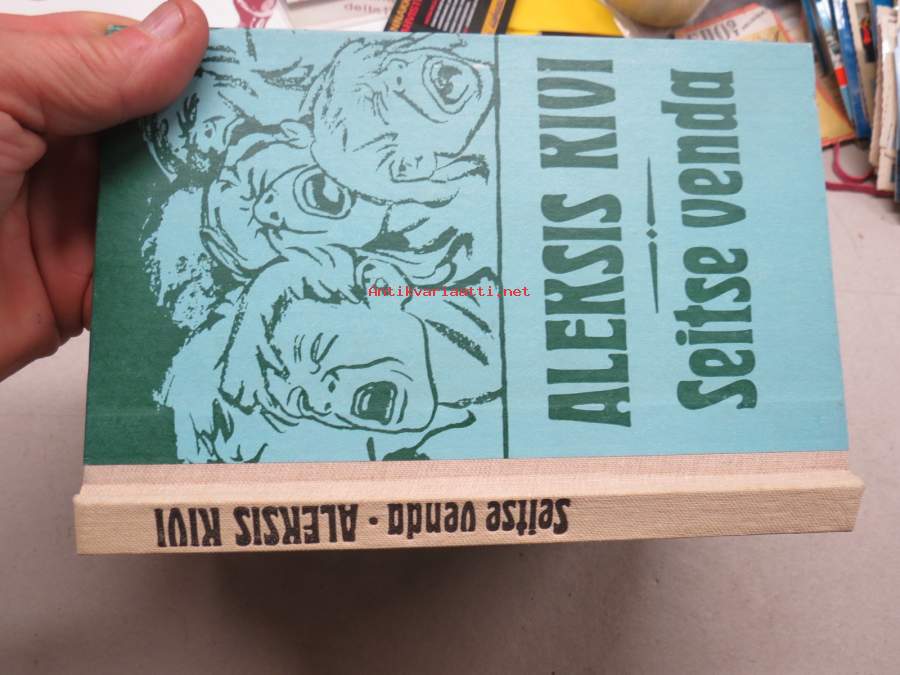 ALEKSIS KIVI
Seitse venda
Seitse venda • ALEKSIS KIVI
Antikvariaatti.net